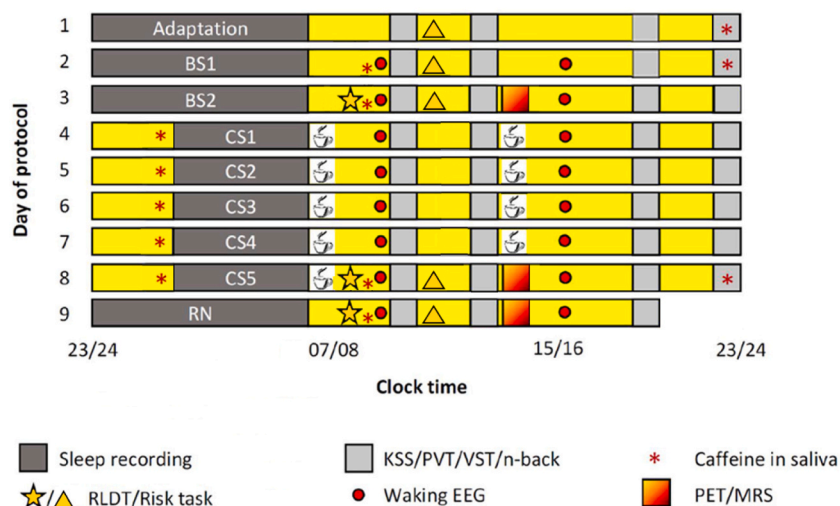 Day of protocol
1 Adaptation *
2 BS1 * *
3 BS2 *
4 * CS1
5 * CS2
6 * CS3
7 * CS4
8 * CS5 * *
9 RN *
23/24 07/08 15/16 23/24
Clock time
Sleep recording KSS/PVT/VST/n-back * Caffeine in saliva
/ RLDT/Risk task Waking EEG PET/MRS